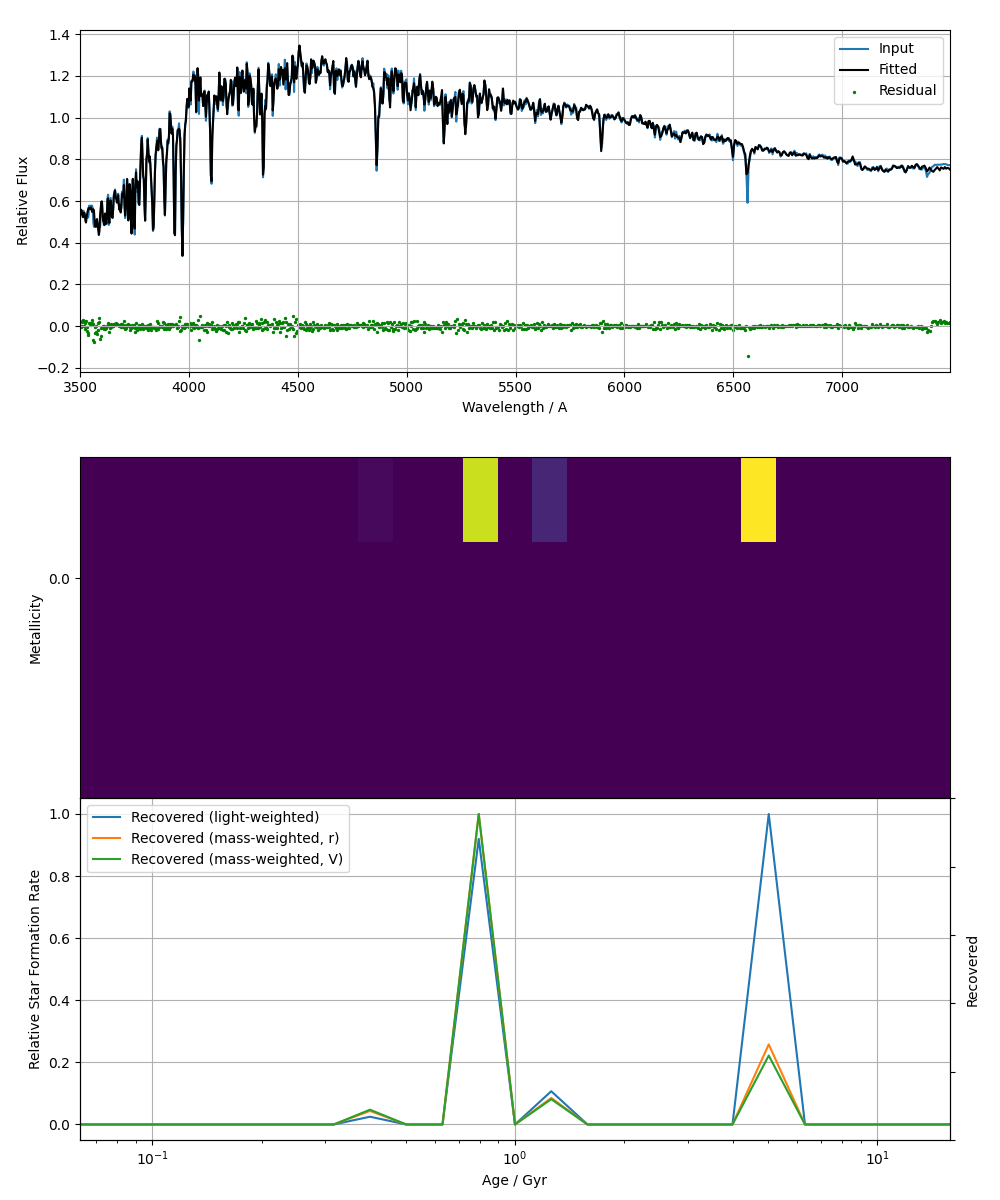 1.4
1.2
1.0
0.8
0.6
0.4
0.2
0.0
−0.2
Relative Flux
Input
Fitted
Residual
3500
4000
4500
5000
5500
6000
6500
7000
Wavelength / A
0.0
Metallicity
1.0
0.8
0.6
0.4
0.2
0.0
Relative Star Formation Rate
Recovered (light-weighted)
Recovered (mass-weighted, r)
Recovered (mass-weighted, V)
Recovered
10⁻¹
10⁰
10¹
Age / Gyr